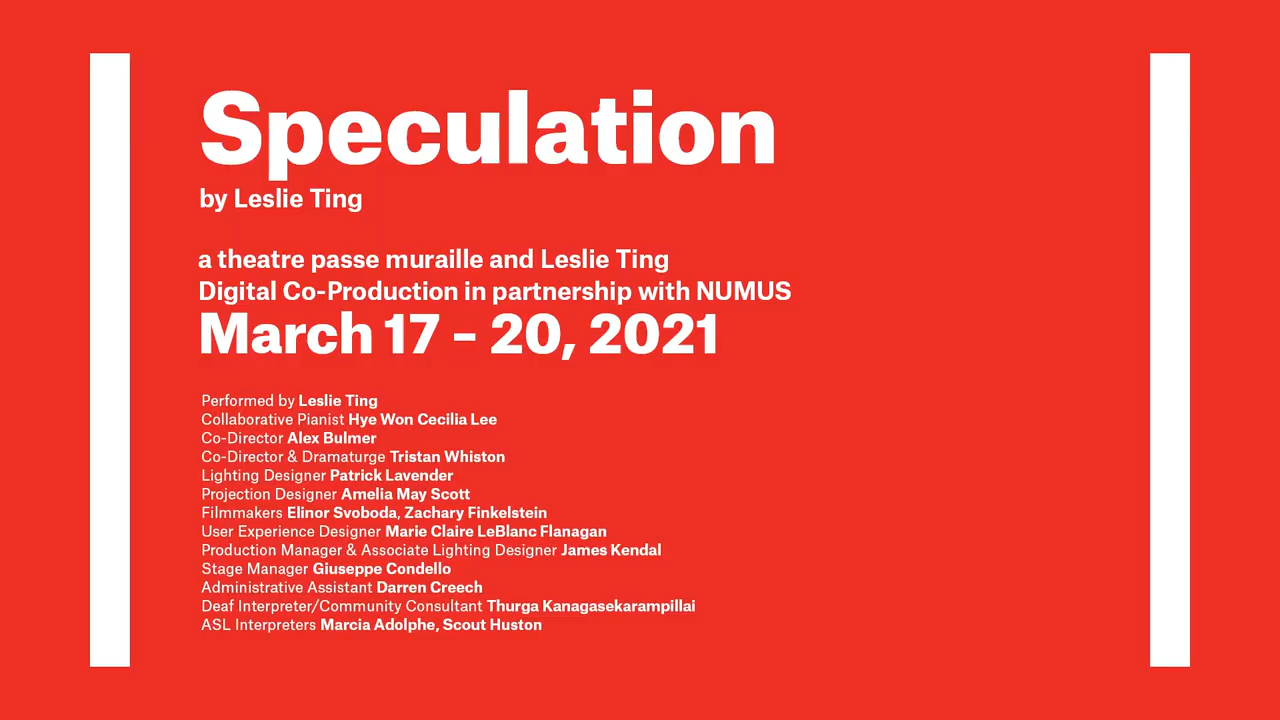 Speculation
by Leslie Ting
a theatre passe muraille and Leslie Ting
Digital Co-Production in partnership with NUMUS
March 17 – 20, 2021
Performed by Leslie Ting
Collaborative Pianist Hye Won Cecilia Lee
Co-Director Alex Bulmer
Co-Director & Dramaturge Tristan Whiston
Lighting Designer Patrick Lavender
Projection Designer Amelia May Scott
Filmmakers Elinor Svoboda, Zachary Finkelstein
User Experience Designer Marie Claire LeBlanc Flanagan
Production Manager & Associate Lighting Designer James Kendal
Stage Manager Giuseppe Condello
Administrative Assistant Darren Creech
Deaf Interpreter/Community Consultant Thurga Kanagasekarampillai
ASL Interpreters Marcia Adolphe, Scout Huston